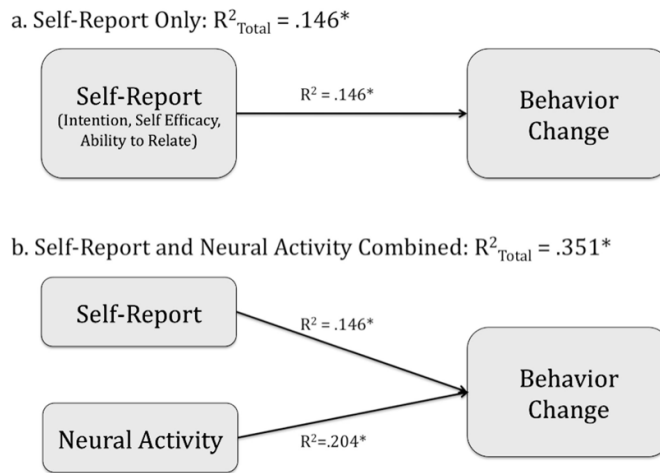 a. Self-Report Only: R²Total = .146*
Self-Report
(Intention, Self Efficacy,
Ability to Relate)
R² = .146*
Behavior
Change
b. Self-Report and Neural Activity Combined: R²Total = .351*
Self-Report
R² = .146*
Behavior
Change
Neural Activity
R²=.204*